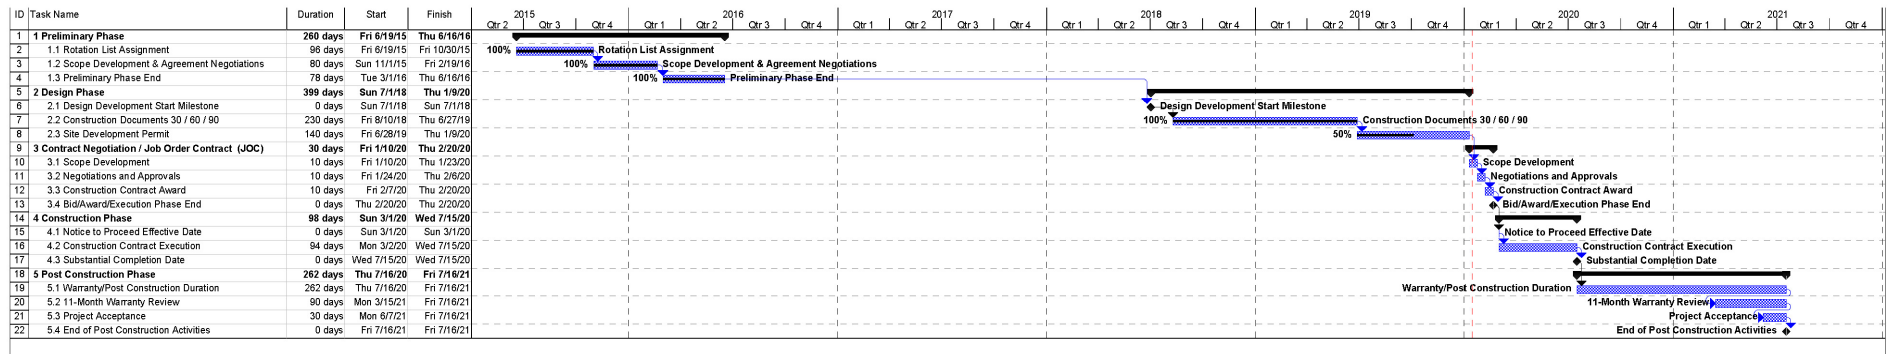 ID Task Name Duration Start Finish 2015 2016 2017 2018 2019 2020 2021
Qtr 2 Qtr 3 Qtr 4 Qtr 1 Qtr 2 Qtr 3 Qtr 4 Qtr 1 Qtr 2 Qtr 3 Qtr 4 Qtr 1 Qtr 2 Qtr 3 Qtr 4 Qtr 1 Qtr 2 Qtr 3 Qtr 4 Qtr 1 Qtr 2 Qtr 3 Qtr 4 Qtr 1 Qtr 2 Qtr 3 Qtr 4
1 1 Preliminary Phase 260 days Fri 6/19/15 Thu 6/16/16
2 1.1 Rotation List Assignment 96 days Fri 6/19/15 Fri 10/30/15 100% Rotation List Assignment
3 1.2 Scope Development & Agreement Negotiations 80 days Sun 11/1/15 Fri 2/19/16 100% Scope Development & Agreement Negotiations
4 1.3 Preliminary Phase End 78 days Tue 3/1/16 Thu 6/16/16 100% Preliminary Phase End
5 2 Design Phase 399 days Sun 7/1/18 Thu 1/9/20
6 2.1 Design Development Start Milestone 0 days Sun 7/1/18 Sun 7/1/18 Design Development Start Milestone
7 2.2 Construction Documents 30 / 60 / 90 230 days Fri 8/10/18 Thu 6/27/19 100% Construction Documents 30 / 60 / 90
8 2.3 Site Development Permit 140 days Fri 6/28/19 Thu 1/9/20 50%
9 3 Contract Negotiation / Job Order Contract (JOC) 30 days Fri 1/10/20 Thu 2/20/20
10 3.1 Scope Development 10 days Fri 1/10/20 Thu 1/23/20 Scope Development
11 3.2 Negotiations and Approvals 10 days Fri 1/24/20 Thu 2/6/20 Negotiations and Approvals
12 3.3 Construction Contract Award 10 days Fri 2/7/20 Thu 2/20/20 Construction Contract Award
13 3.4 Bid/Award/Execution Phase End 0 days Thu 2/20/20 Thu 2/20/20 Bid/Award/Execution Phase End
14 4 Construction Phase 98 days Sun 3/1/20 Wed 7/15/20
15 4.1 Notice to Proceed Effective Date 0 days Sun 3/1/20 Sun 3/1/20 Notice to Proceed Effective Date
16 4.2 Construction Contract Execution 94 days Mon 3/2/20 Wed 7/15/20 Construction Contract Execution
17 4.3 Substantial Completion Date 0 days Wed 7/15/20 Wed 7/15/20 Substantial Completion Date
18 5 Post Construction Phase 262 days Thu 7/16/20 Fri 7/16/21
19 5.1 Warranty/Post Construction Duration 262 days Thu 7/16/20 Fri 7/16/21 Warranty/Post Construction Duration
20 5.2 11-Month Warranty Review 90 days Mon 3/15/21 Fri 7/16/21 11-Month Warranty Review
21 5.3 Project Acceptance 30 days Mon 6/7/21 Fri 7/16/21 Project Acceptance
22 5.4 End of Post Construction Activities 0 days Fri 7/16/21 Fri 7/16/21 End of Post Construction Activities